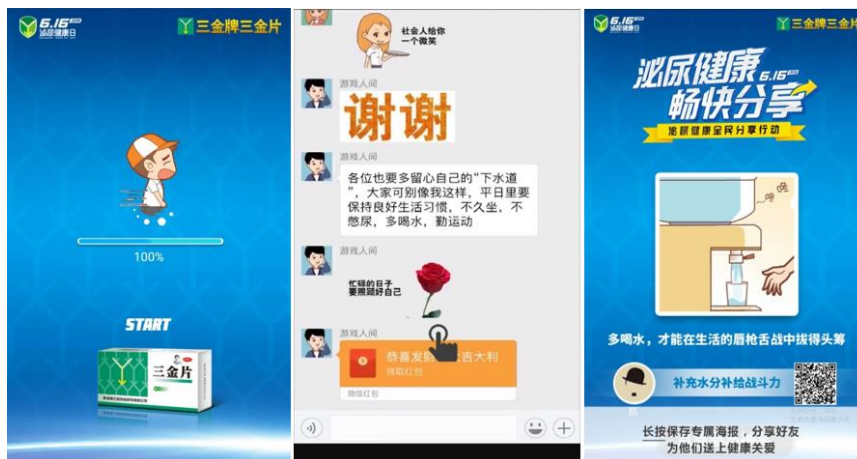 6.16
泌尿健康日
三金牌三金片
100%
START
三金片
社会人给你
一个微笑
游戏人间
谢谢
游戏人间
各位也要多留心自己的“下水道
”，大家可别像我这样，平日里要
保持良好生活习惯，不久坐，不
憋尿，多喝水，勤运动
游戏人间
忙碌的日子
要照顾好自己
游戏人间
恭喜发财
吉大利
领取红包
微信红包
6.16
泌尿健康日
三金牌三金片
泌尿健康
6.16
畅快分享
泌尿健康全民分享行动
多喝水，才能在生活的唇枪舌战中拔得头筹
补充水分补给战斗力
长按保存专属海报，分享好友
为他们送上健康关爱